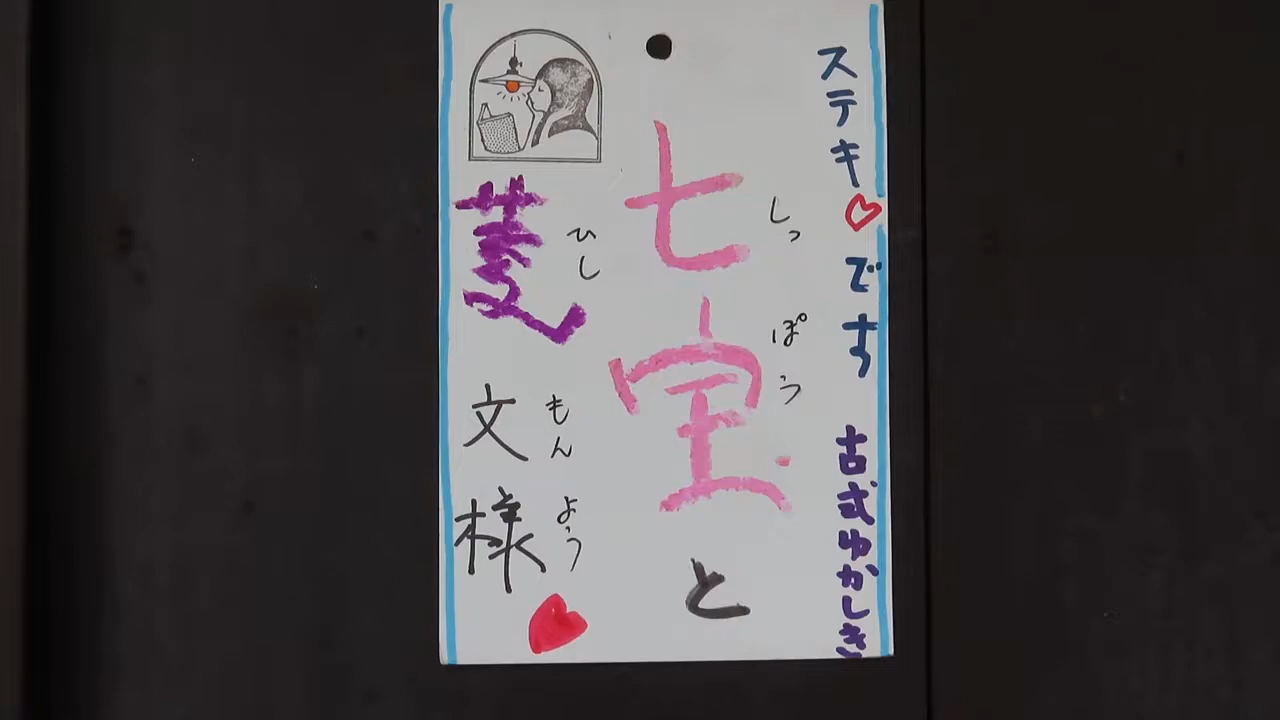 ステキ♡です 古式ゆかしき
七宝と
しっぽう
菱文様
ひしもんよう